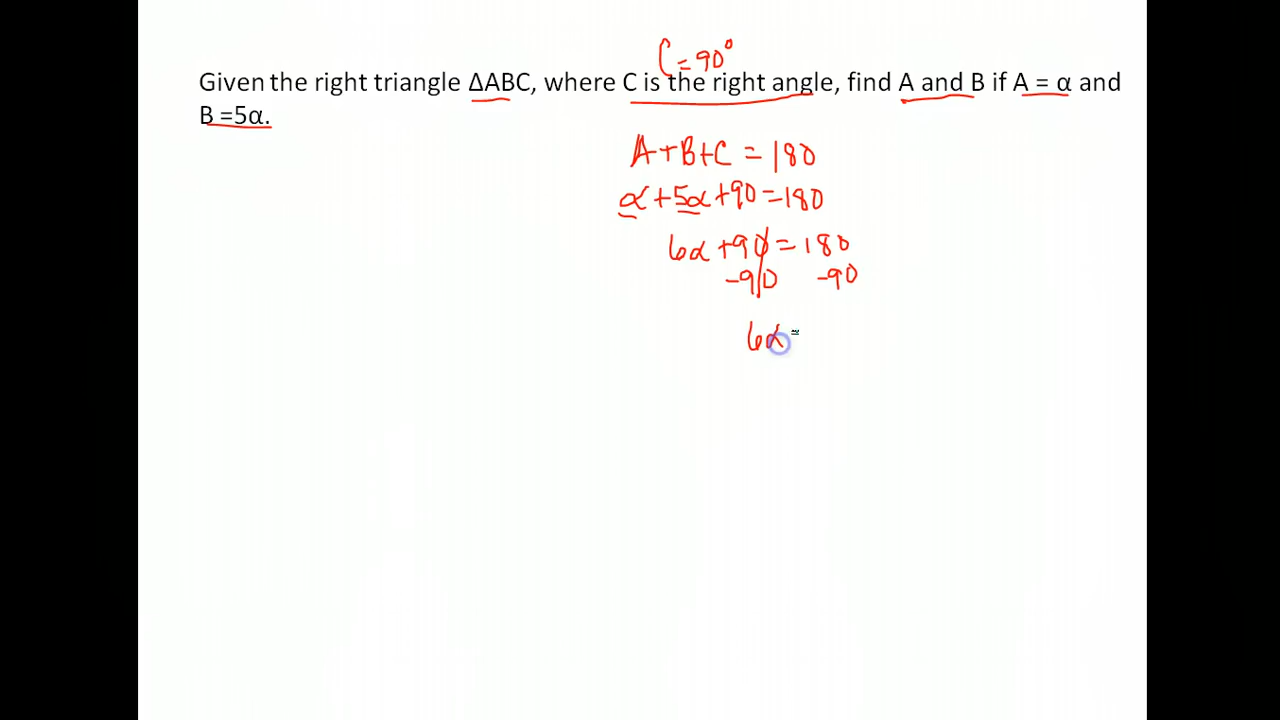 C = 90°
Given the right triangle ΔABC, where C is the right angle, find A and B if A = α and
B =5α.
A+B+C = 180
α +5α +90 = 180
6α +90 = 180
-90 -90
6α =